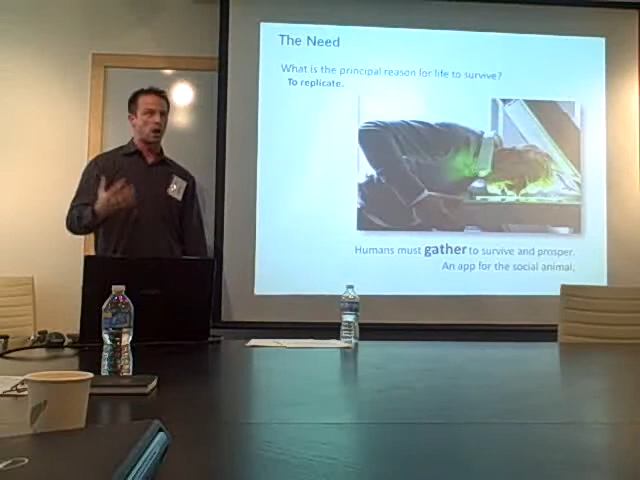 The Need
What is the principal reason for life to survive?
To replicate.
Humans must gather to survive and prosper.
An app for the social animal.